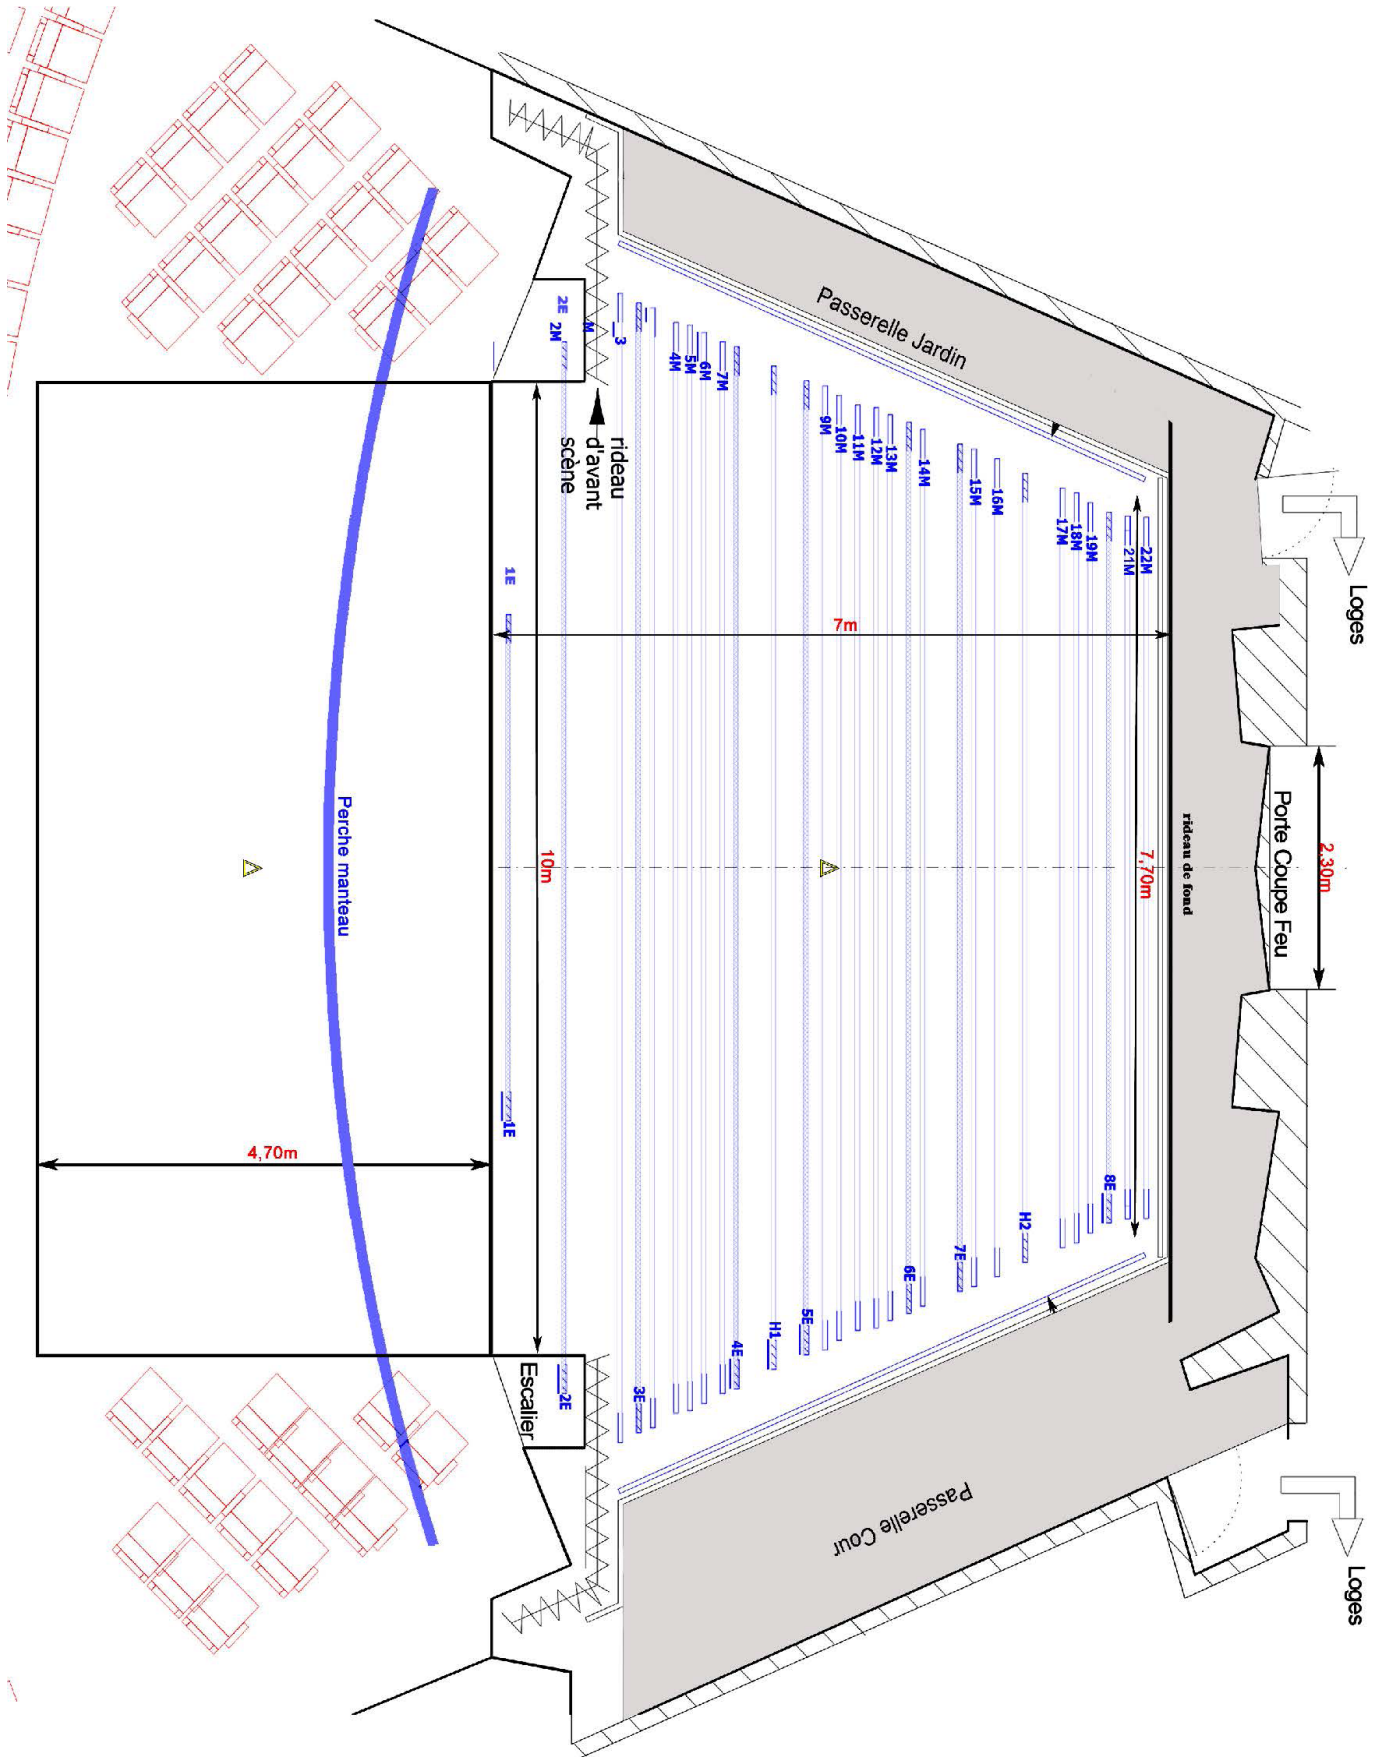 Passerelle Jardin
2E
2M
M
3
4M
5M
6M
7M
9M
10M
11M
12M
13M
14M
15M
16M
17M
18M
19M
21M
22M
rideau
d'avant
scène
Loges
1E
7m
Perche manteau
10m
7,70m
rideau de fond
Porte Coupe Feu
2,30m
1E
4,70m
8E
H2
7E
6E
5E
H1
4E
3E
2E
Escalier
Passerelle Cour
Loges